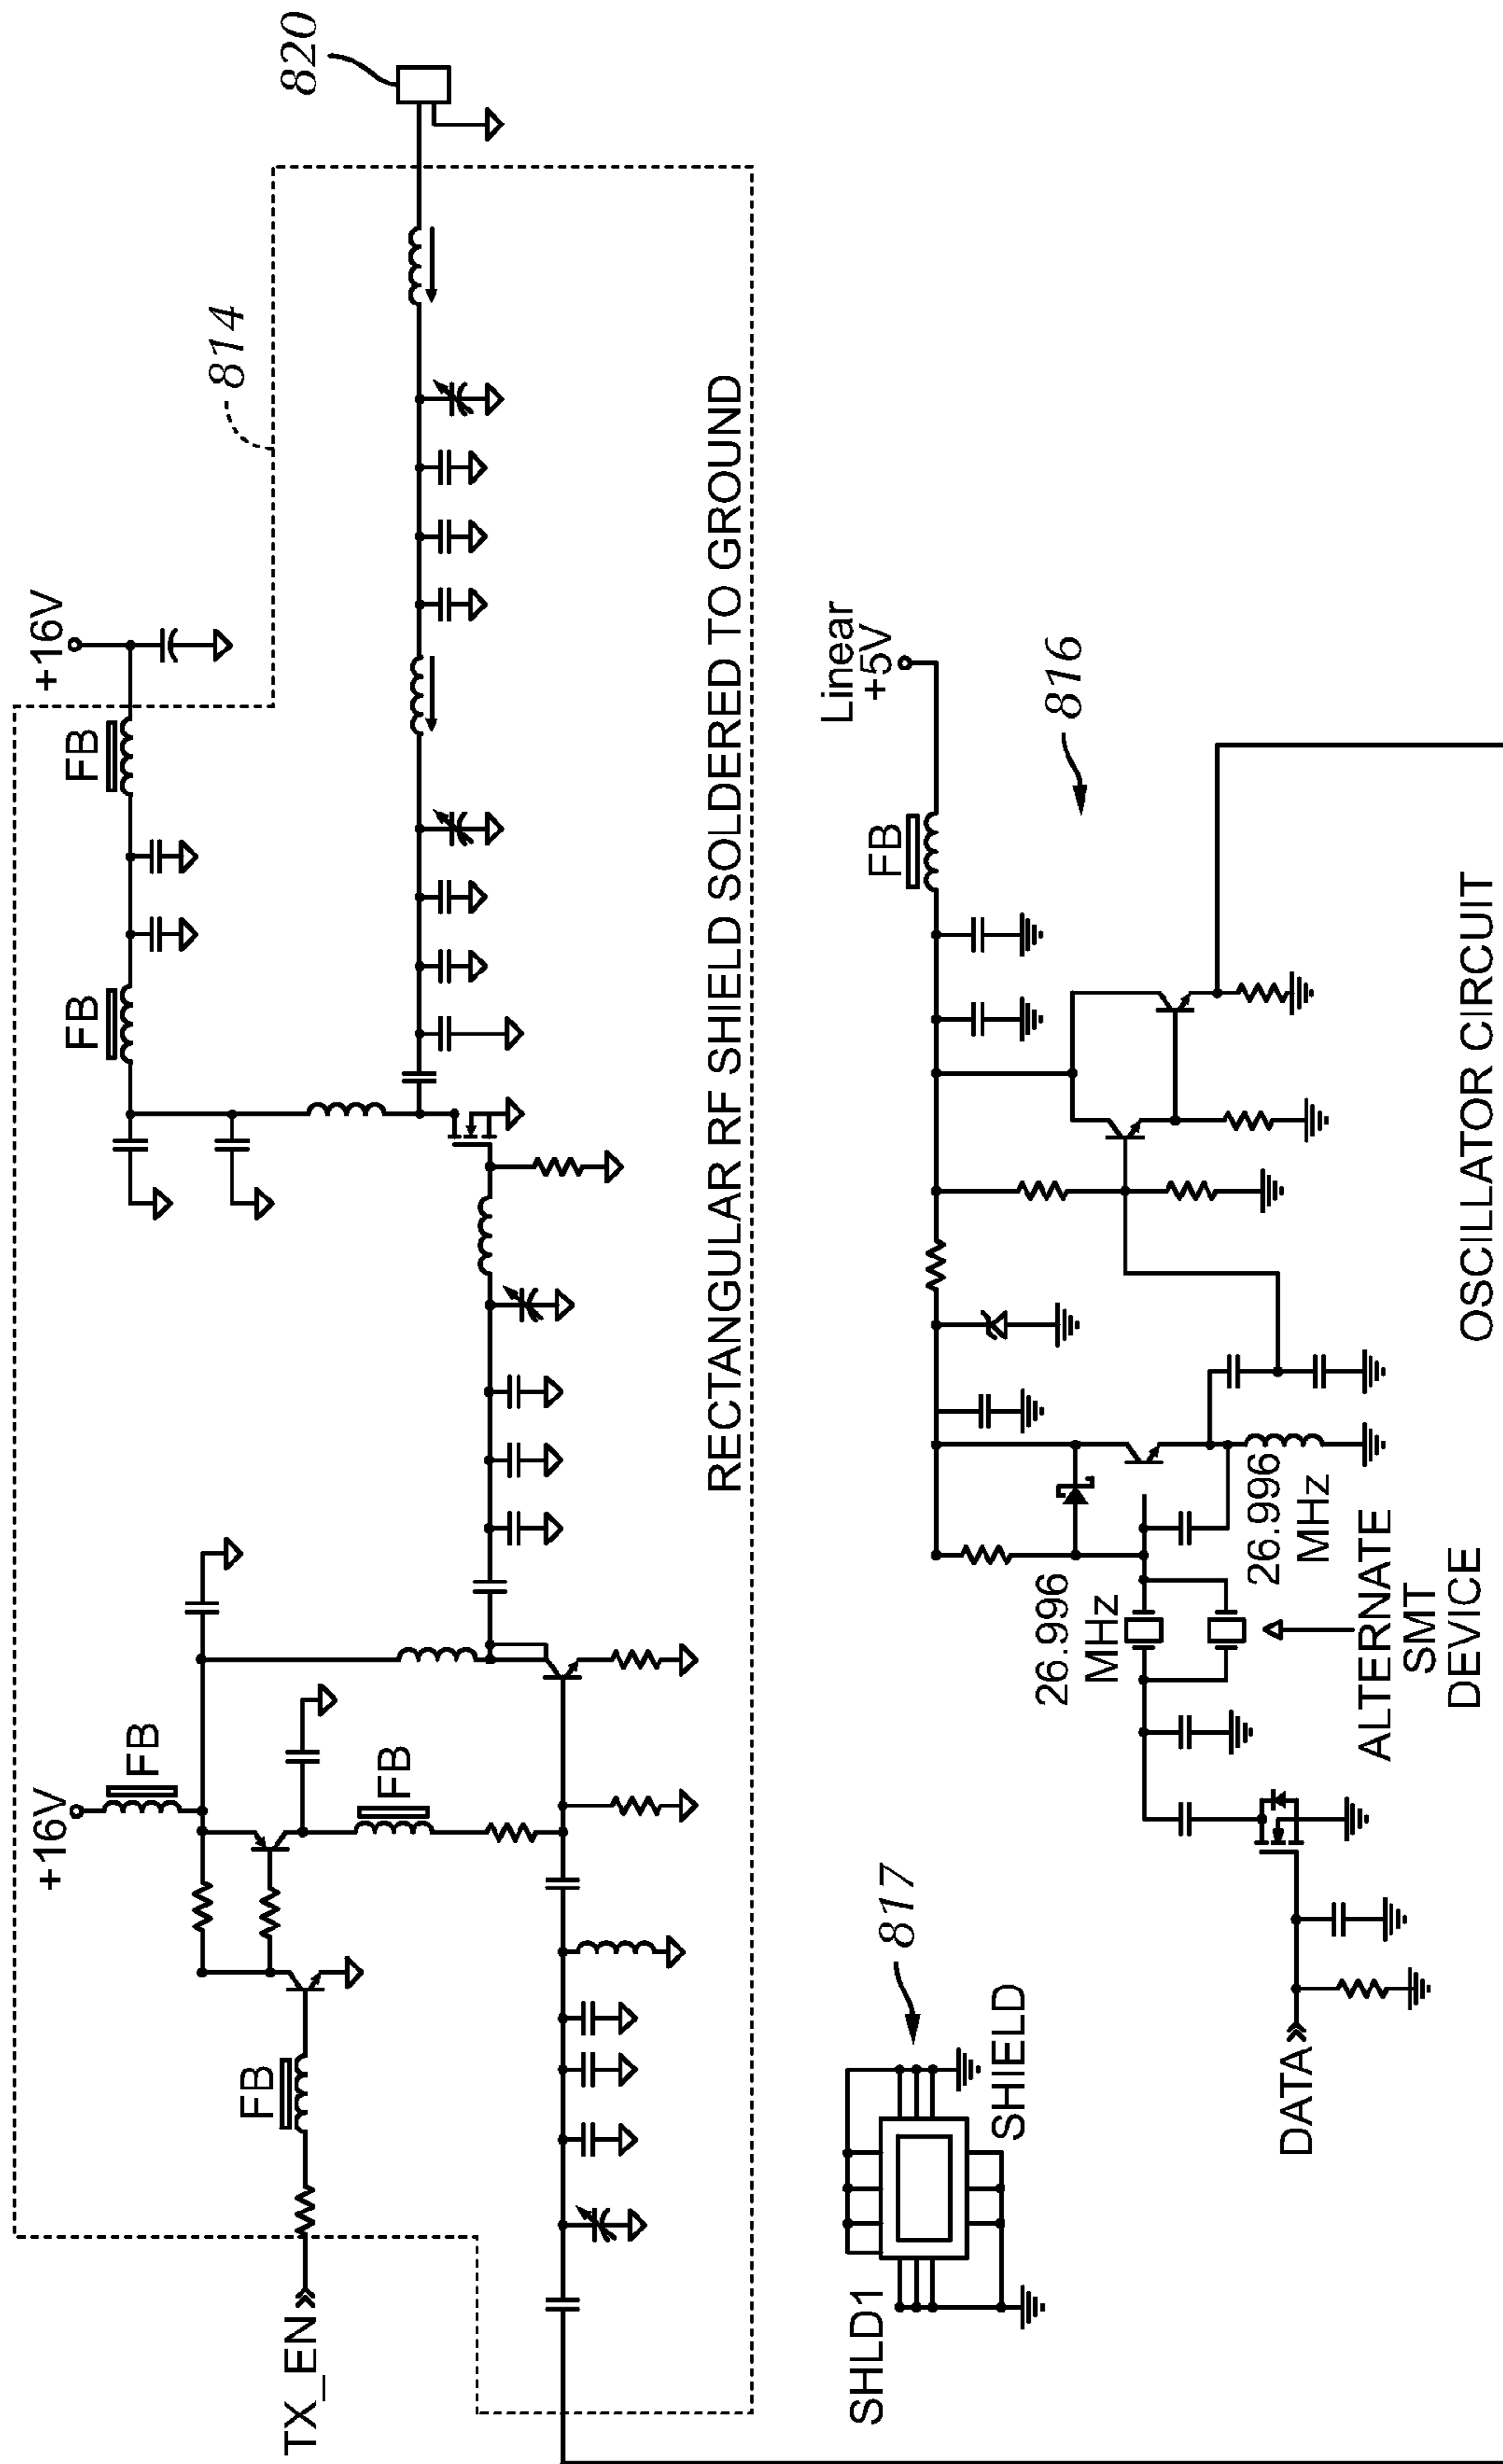 820
814
+16V
FB
FB
+16V
FB
FB
FB
TX_EN
RECTANGULAR RF SHIELD SOLDERED TO GROUND
Linear
+5V
816
FB
26.996
MHz
26.996
MHz
ALTERNATE
SMT
DEVICE
817
SHLD1
SHIELD
DATA
OSCILLATOR CIRCUIT